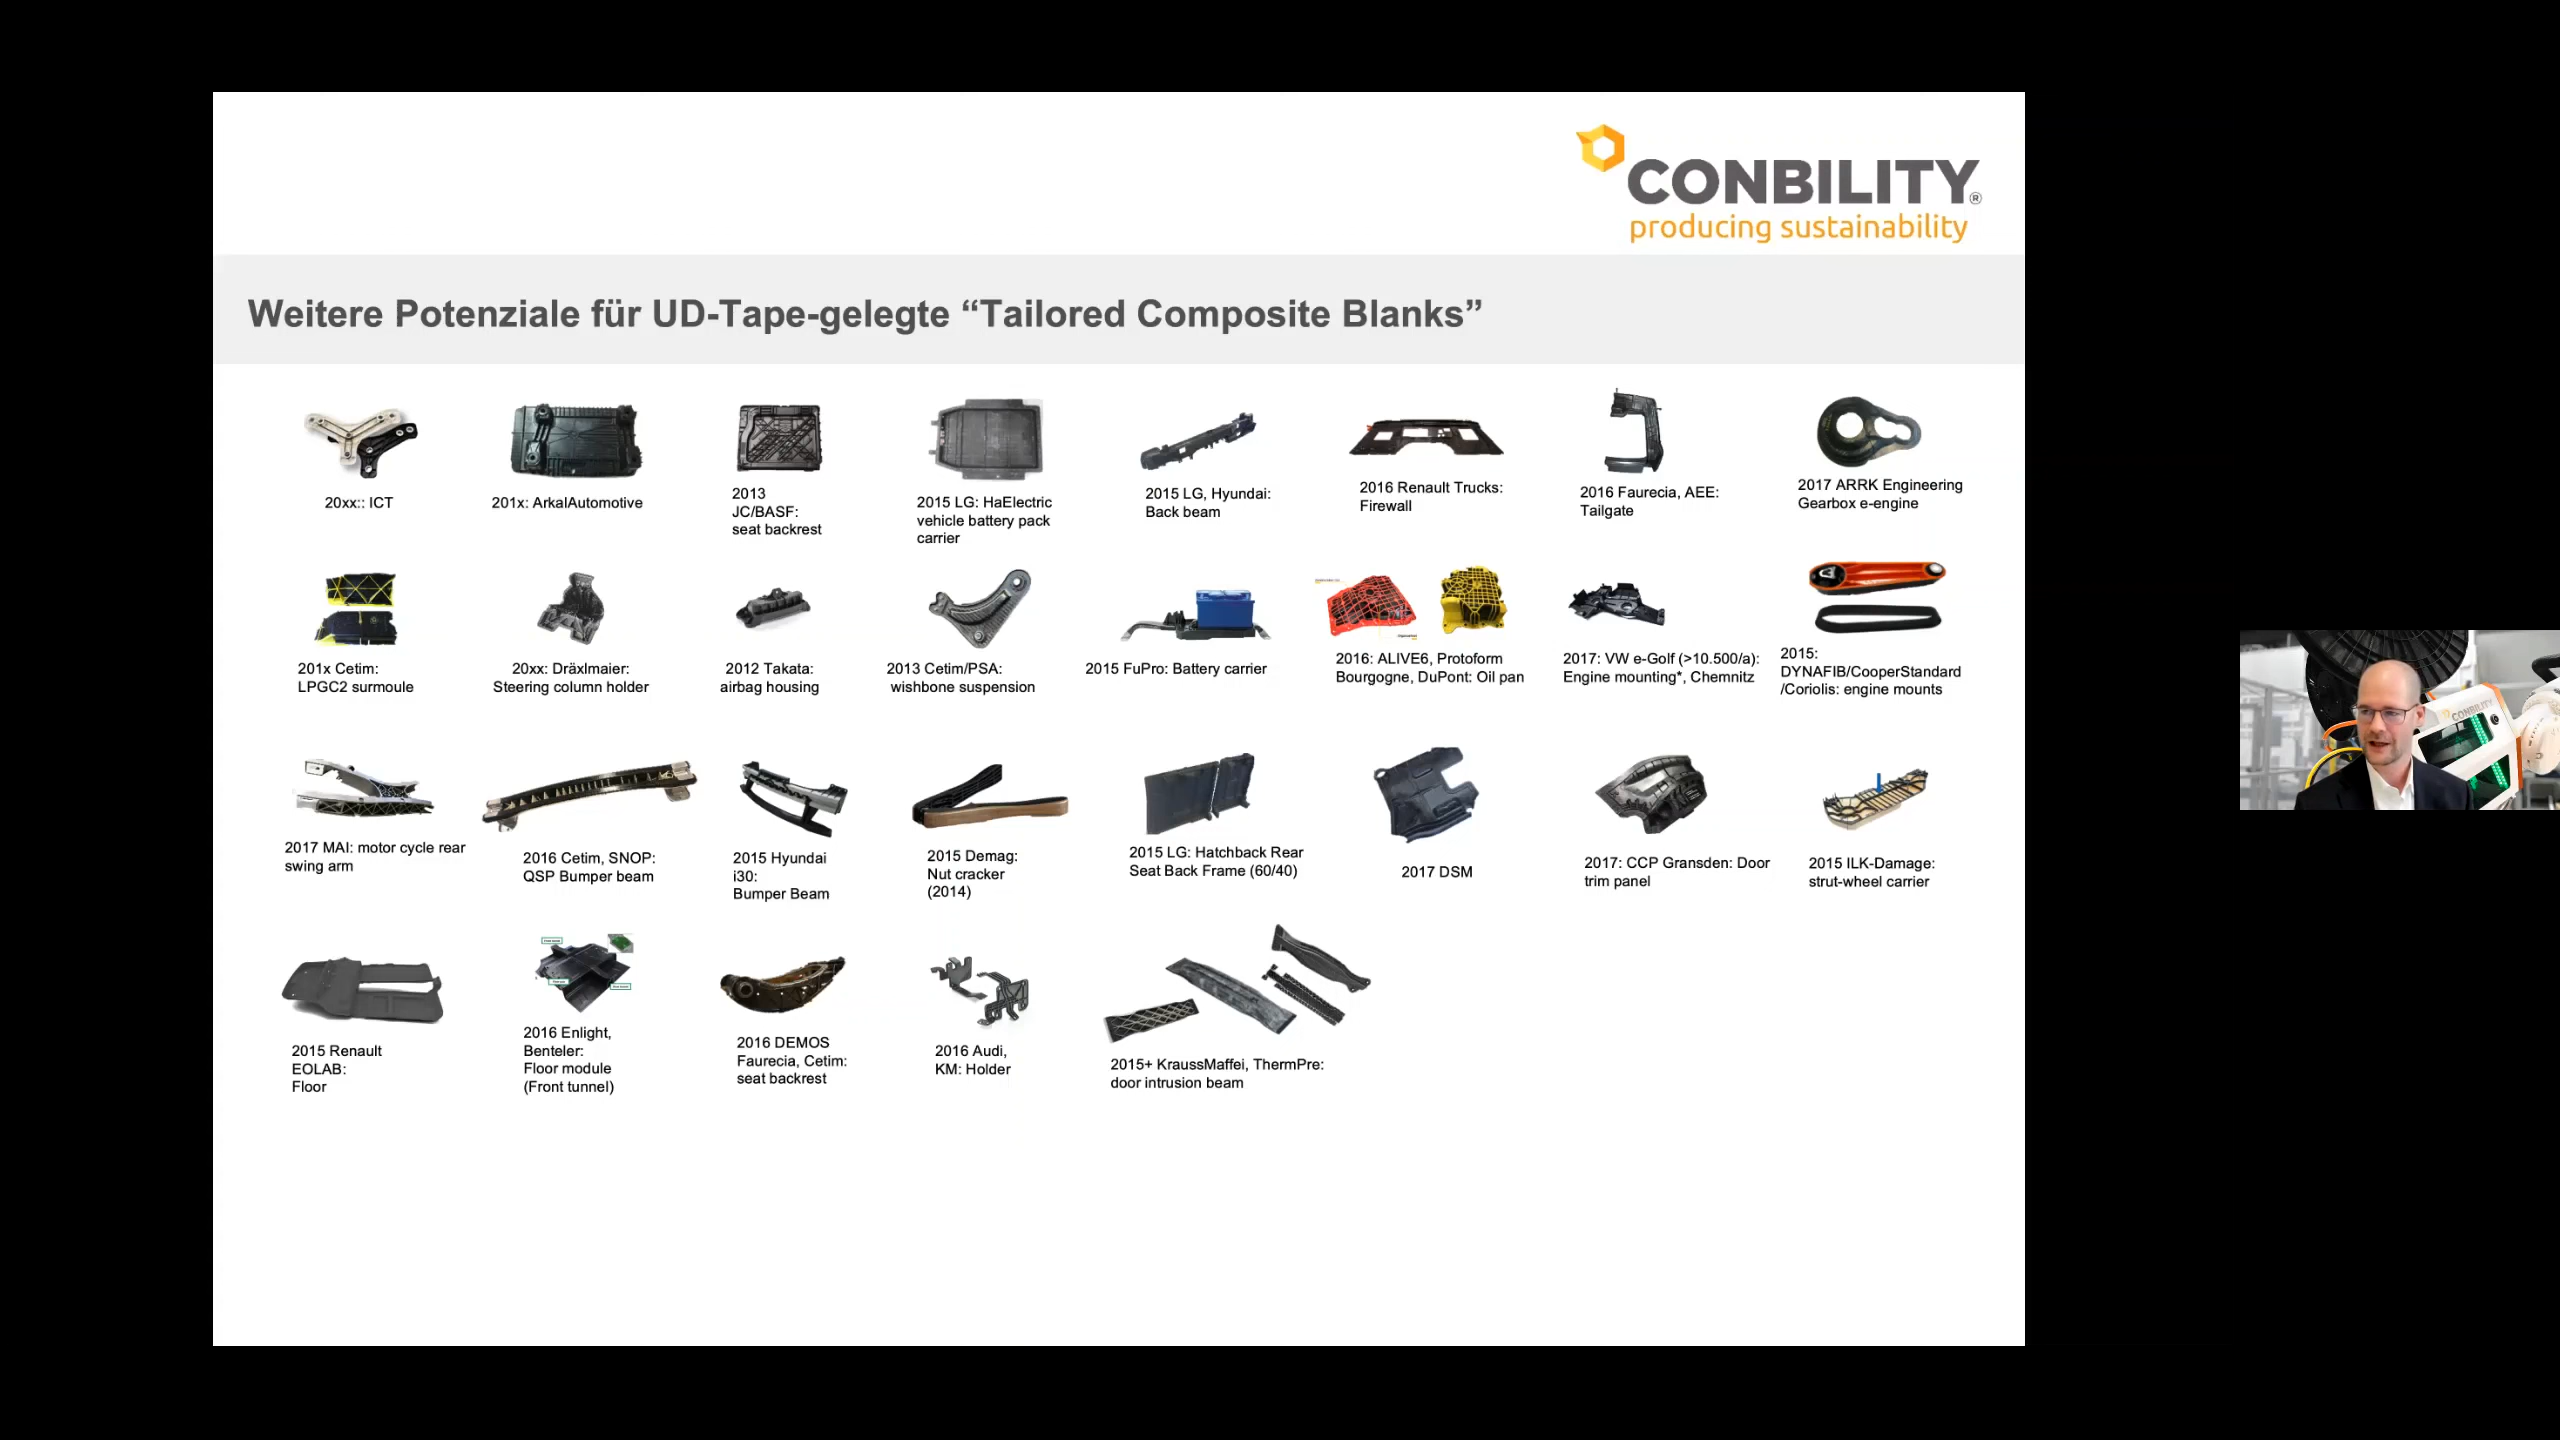 CONBILITY®
producing sustainability
Weitere Potenziale für UD-Tape-gelegte “Tailored Composite Blanks”
20xx:: ICT
201x: ArkalAutomotive
2013
JC/BASF:
seat backrest
2015 LG: HaElectric
vehicle battery pack
carrier
2015 LG, Hyundai:
Back beam
2016 Renault Trucks:
Firewall
2016 Faurecia, AEE:
Tailgate
2017 ARRK Engineering
Gearbox e-engine
201x Cetim:
LPGC2 surmoule
20xx: Dräxlmaier:
Steering column holder
2012 Takata:
airbag housing
2013 Cetim/PSA:
wishbone suspension
2015 FuPro: Battery carrier
2016: ALIVE6, Protoform
Bourgogne, DuPont: Oil pan
2017: VW e-Golf (>10.500/a):
Engine mounting*, Chemnitz
2015:
DYNAFIB/CooperStandard
/Coriolis: engine mounts
2017 MAI: motor cycle rear
swing arm
2016 Cetim, SNOP:
QSP Bumper beam
2015 Hyundai
i30:
Bumper Beam
2015 Demag:
Nut cracker
(2014)
2015 LG: Hatchback Rear
Seat Back Frame (60/40)
2017 DSM
2017: CCP Gransden: Door
trim panel
2015 ILK-Damage:
strut-wheel carrier
2015 Renault
EOLAB:
Floor
2016 Enlight,
Benteler:
Floor module
(Front tunnel)
2016 DEMOS
Faurecia, Cetim:
seat backrest
2016 Audi,
KM: Holder
2015+ KraussMaffei, ThermPre:
door intrusion beam
CONBILITY